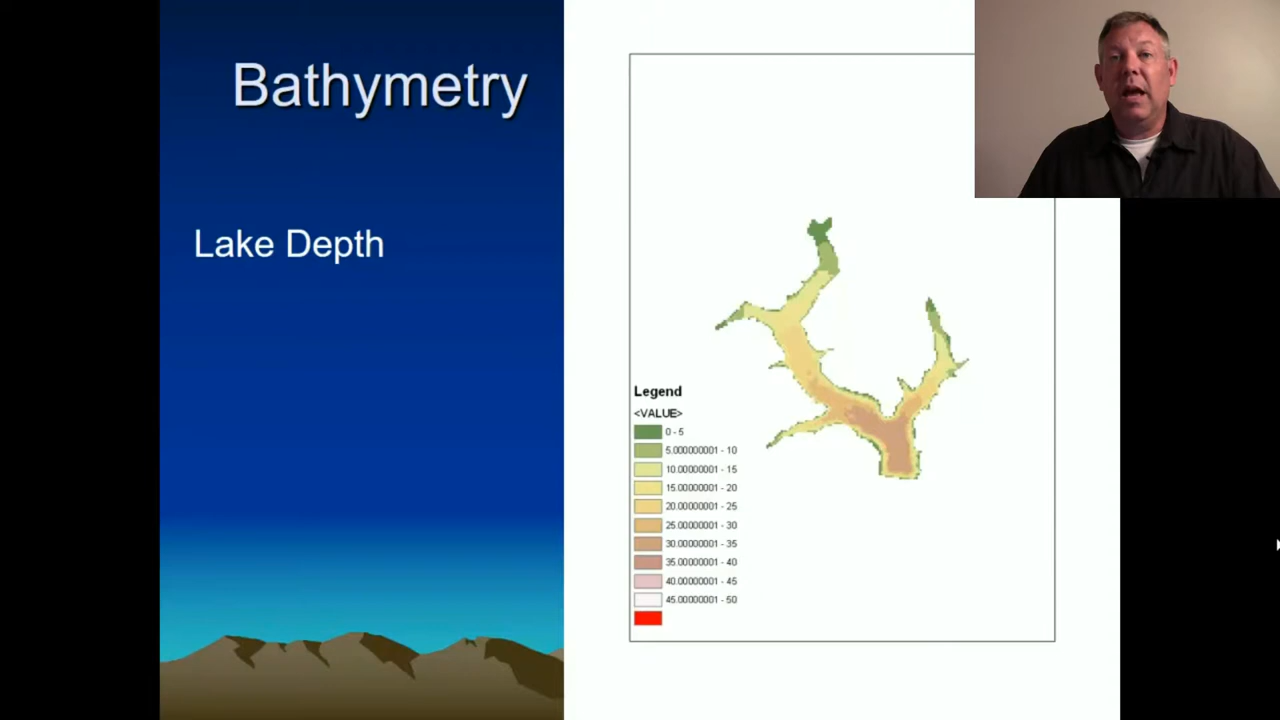 Bathymetry
Lake Depth
Legend
<VALUE>
0 - 5
5.000000001 - 10
10.00000001 - 15
15.00000001 - 20
20.00000001 - 25
25.00000001 - 30
30.00000001 - 35
35.00000001 - 40
40.00000001 - 45
45.00000001 - 50